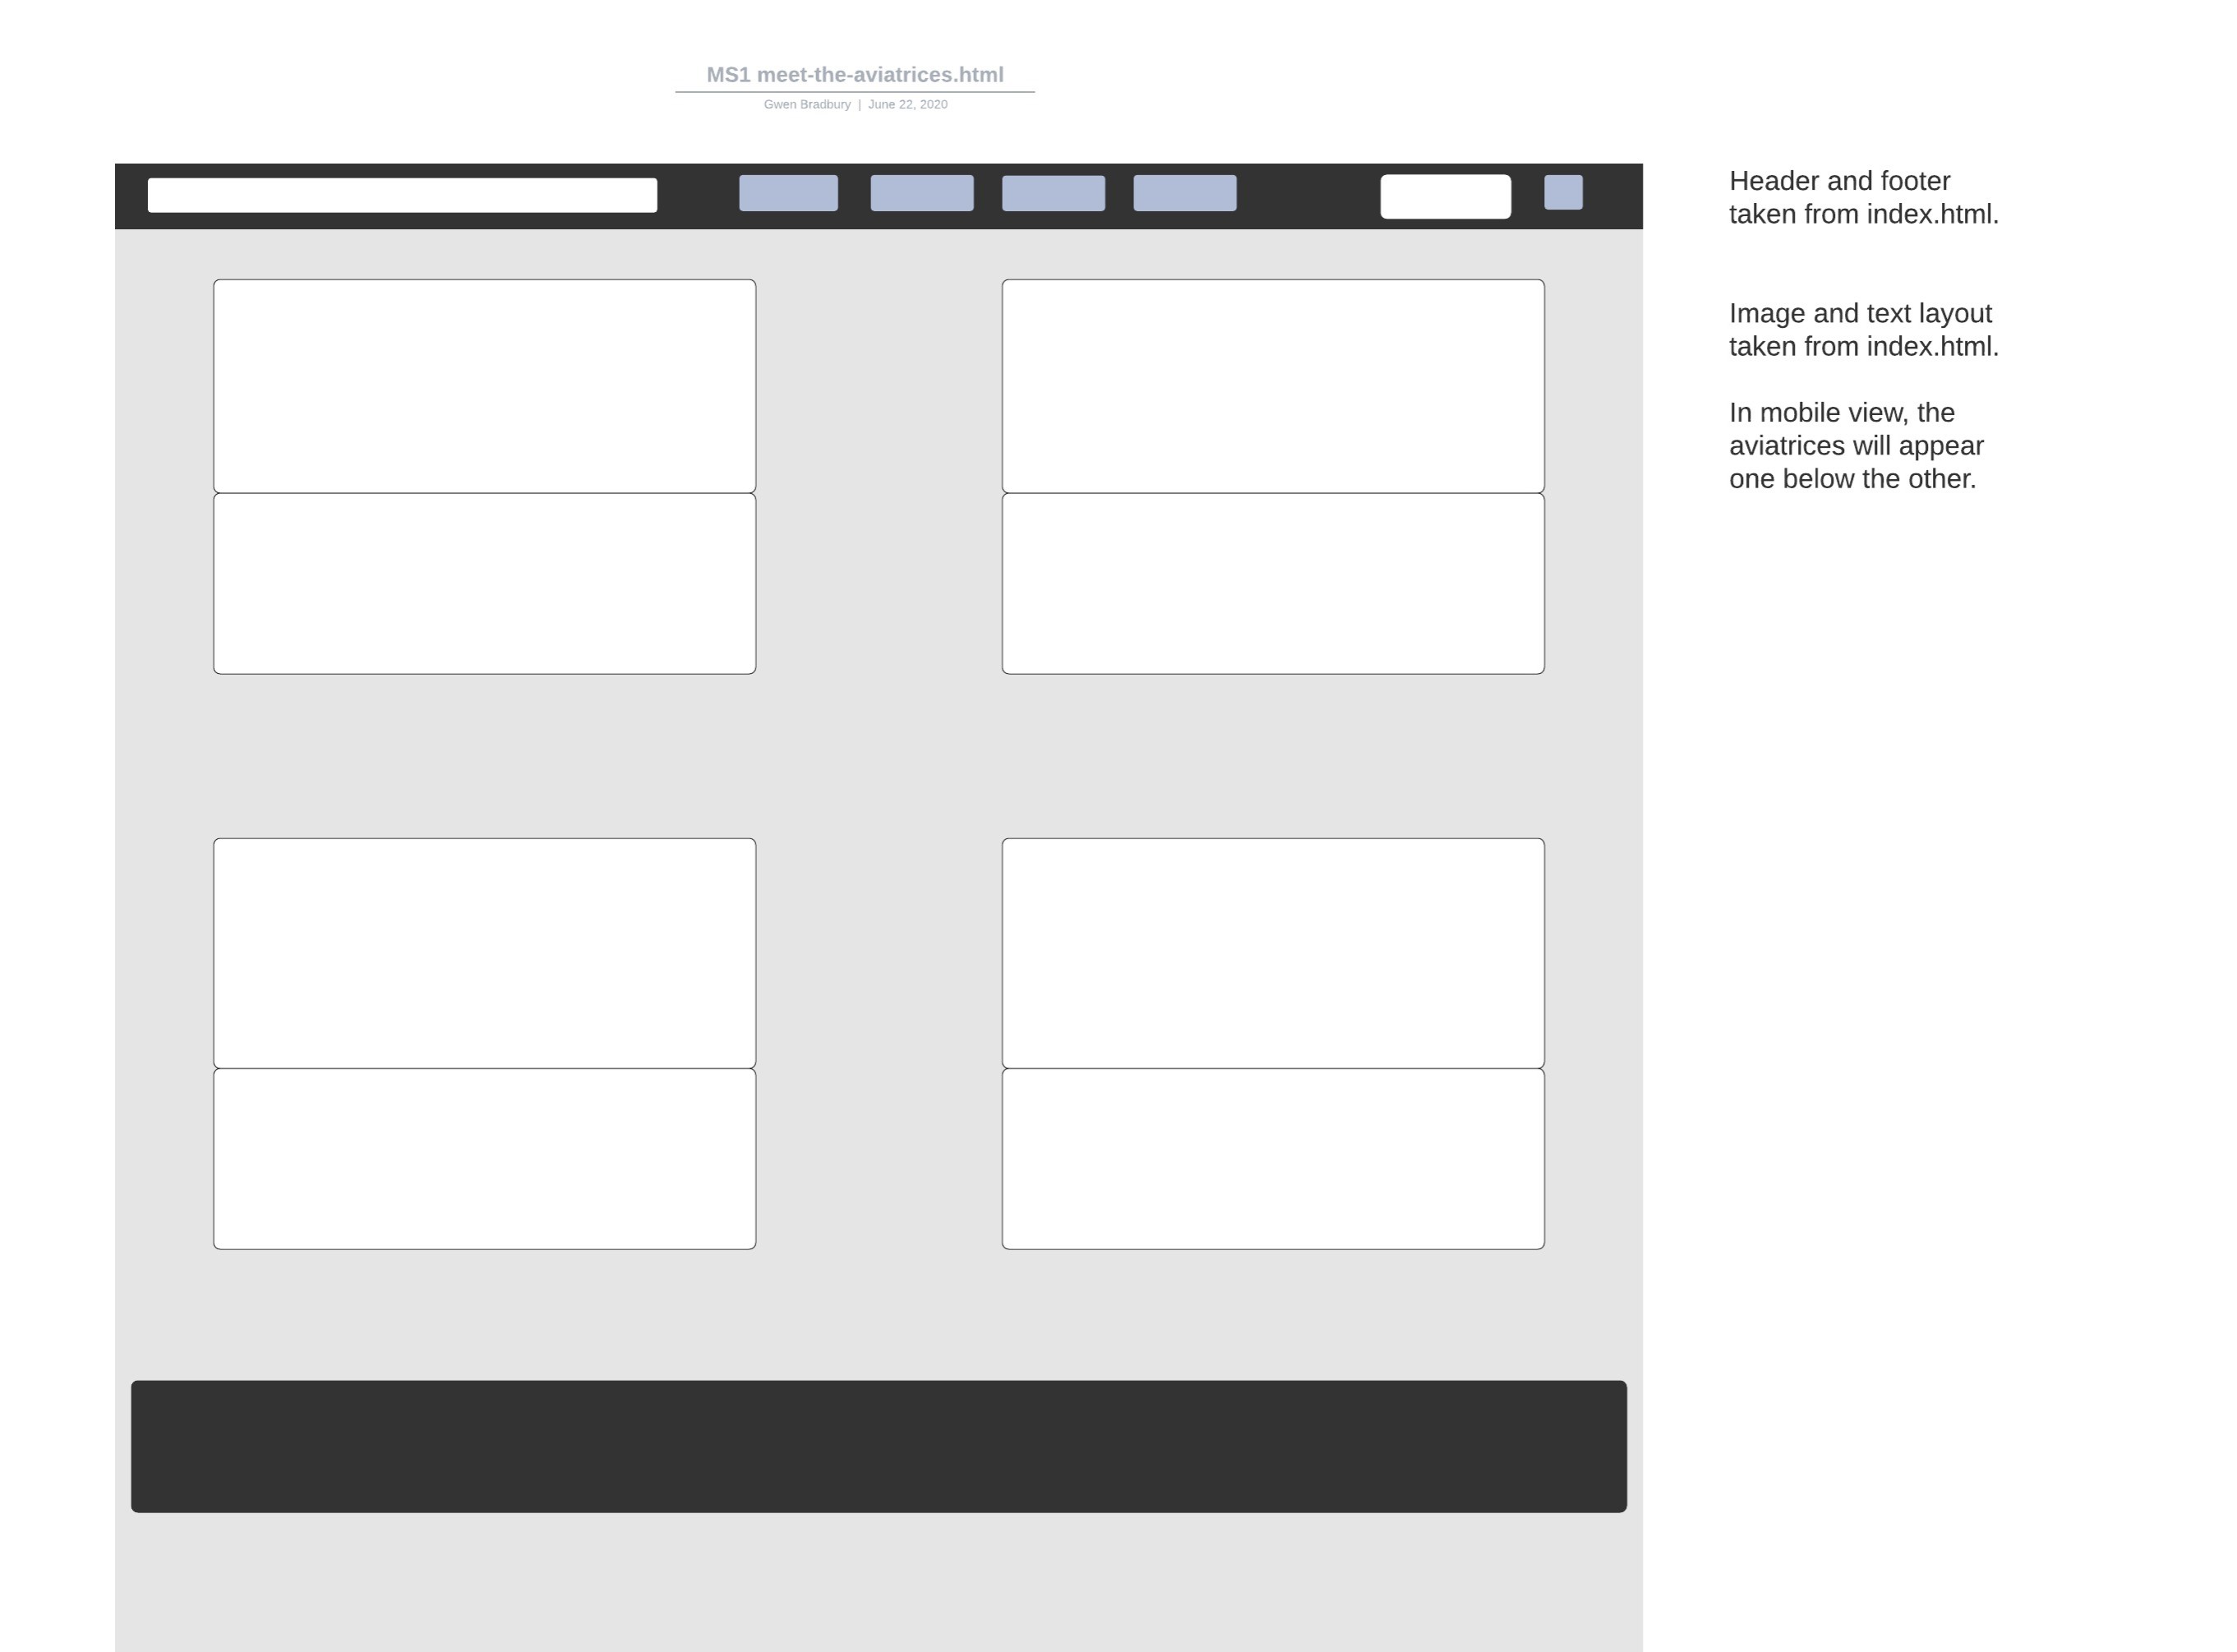 MS1 meet-the-aviatrices.html
Gwen Bradbury | June 22, 2020
Header and footer
taken from index.html.
Image and text layout
taken from index.html.
In mobile view, the
aviatrices will appear
one below the other.